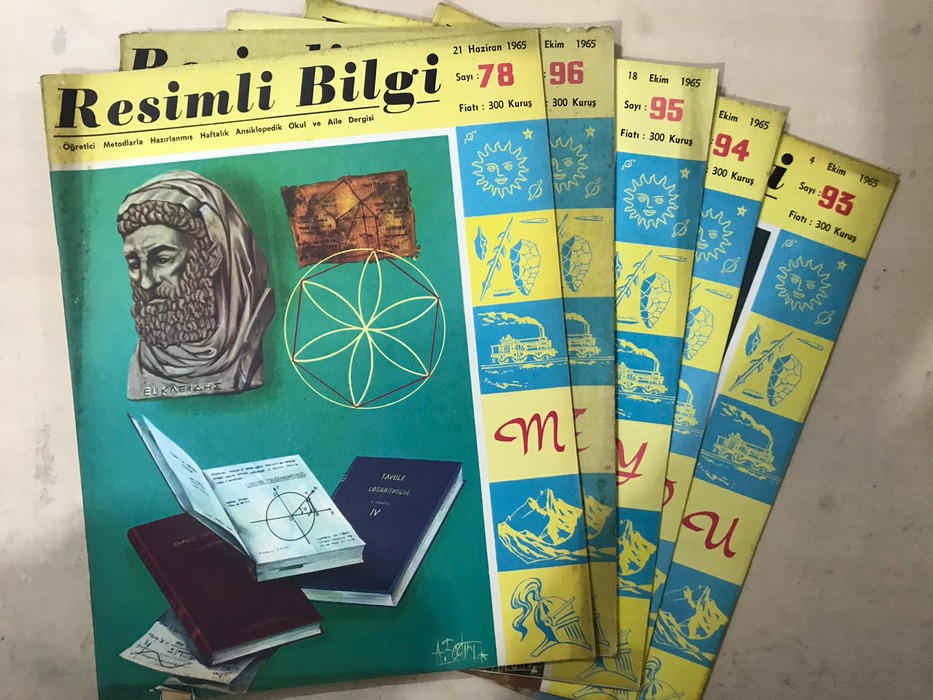 Resimli Bilgi
21 Haziran 1965
Sayı : 78
Fiatı : 300 Kuruş
Öğretici Metodlarla Hazırlanmış Haftalık Ansiklopedik Okul ve Aile Dergisi
ΕΥΚΛΕΙΔΗΣ
TAVOLE
LOGARITMICHE
IV
M
Ekim 1965
: 96
: 300 Kuruş
18 Ekim 1965
Sayı : 95
Fiatı : 300 Kuruş
y
Ekim 1965
: 94
: 300 Kuruş
i
4 Ekim 1965
Sayı : 93
Fiatı : 300 Kuruş
U